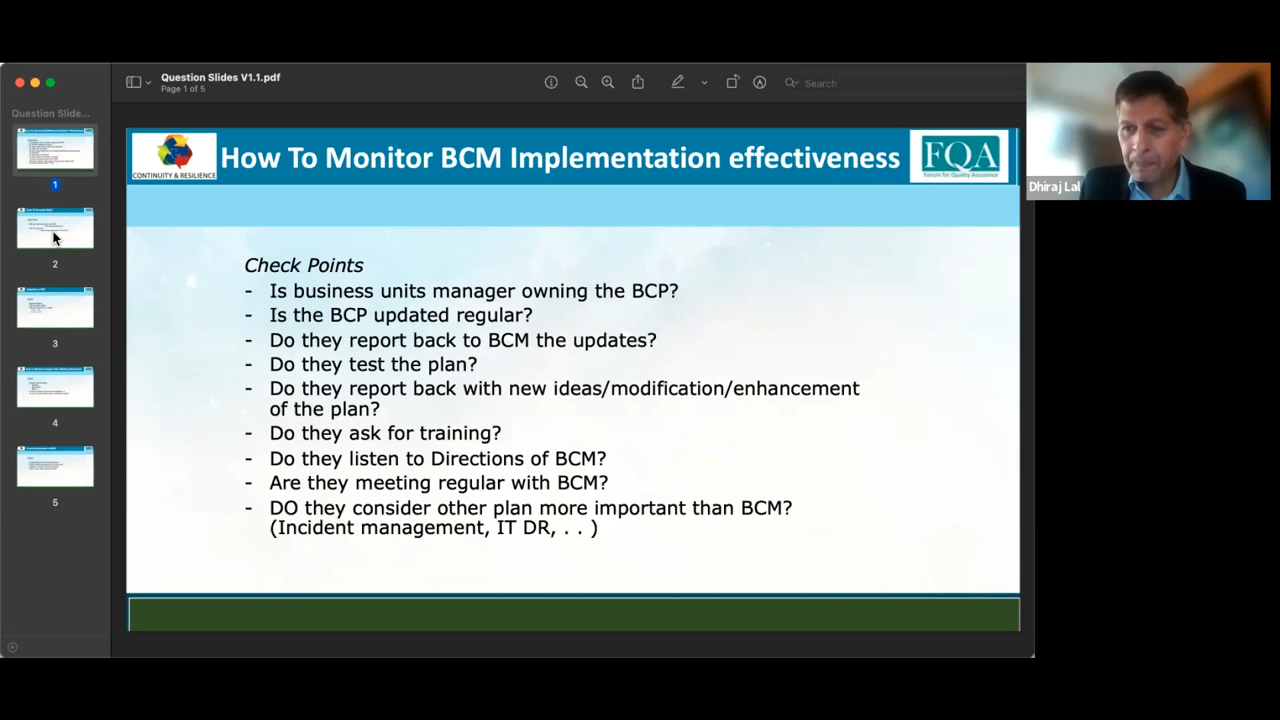 Question Slides V1.1.pdf
Page 1 of 5
Search
Question Slide...
1
2
3
4
5
CONTINUITY & RESILIENCE
How To Monitor BCM Implementation effectiveness
FQA
Forum for Quality Assurance
Check Points
- Is business units manager owning the BCP?
- Is the BCP updated regular?
- Do they report back to BCM the updates?
- Do they test the plan?
- Do they report back with new ideas/modification/enhancement
of the plan?
- Do they ask for training?
- Do they listen to Directions of BCM?
- Are they meeting regular with BCM?
- DO they consider other plan more important than BCM?
(Incident management, IT DR, . . )
Dhiraj Lal